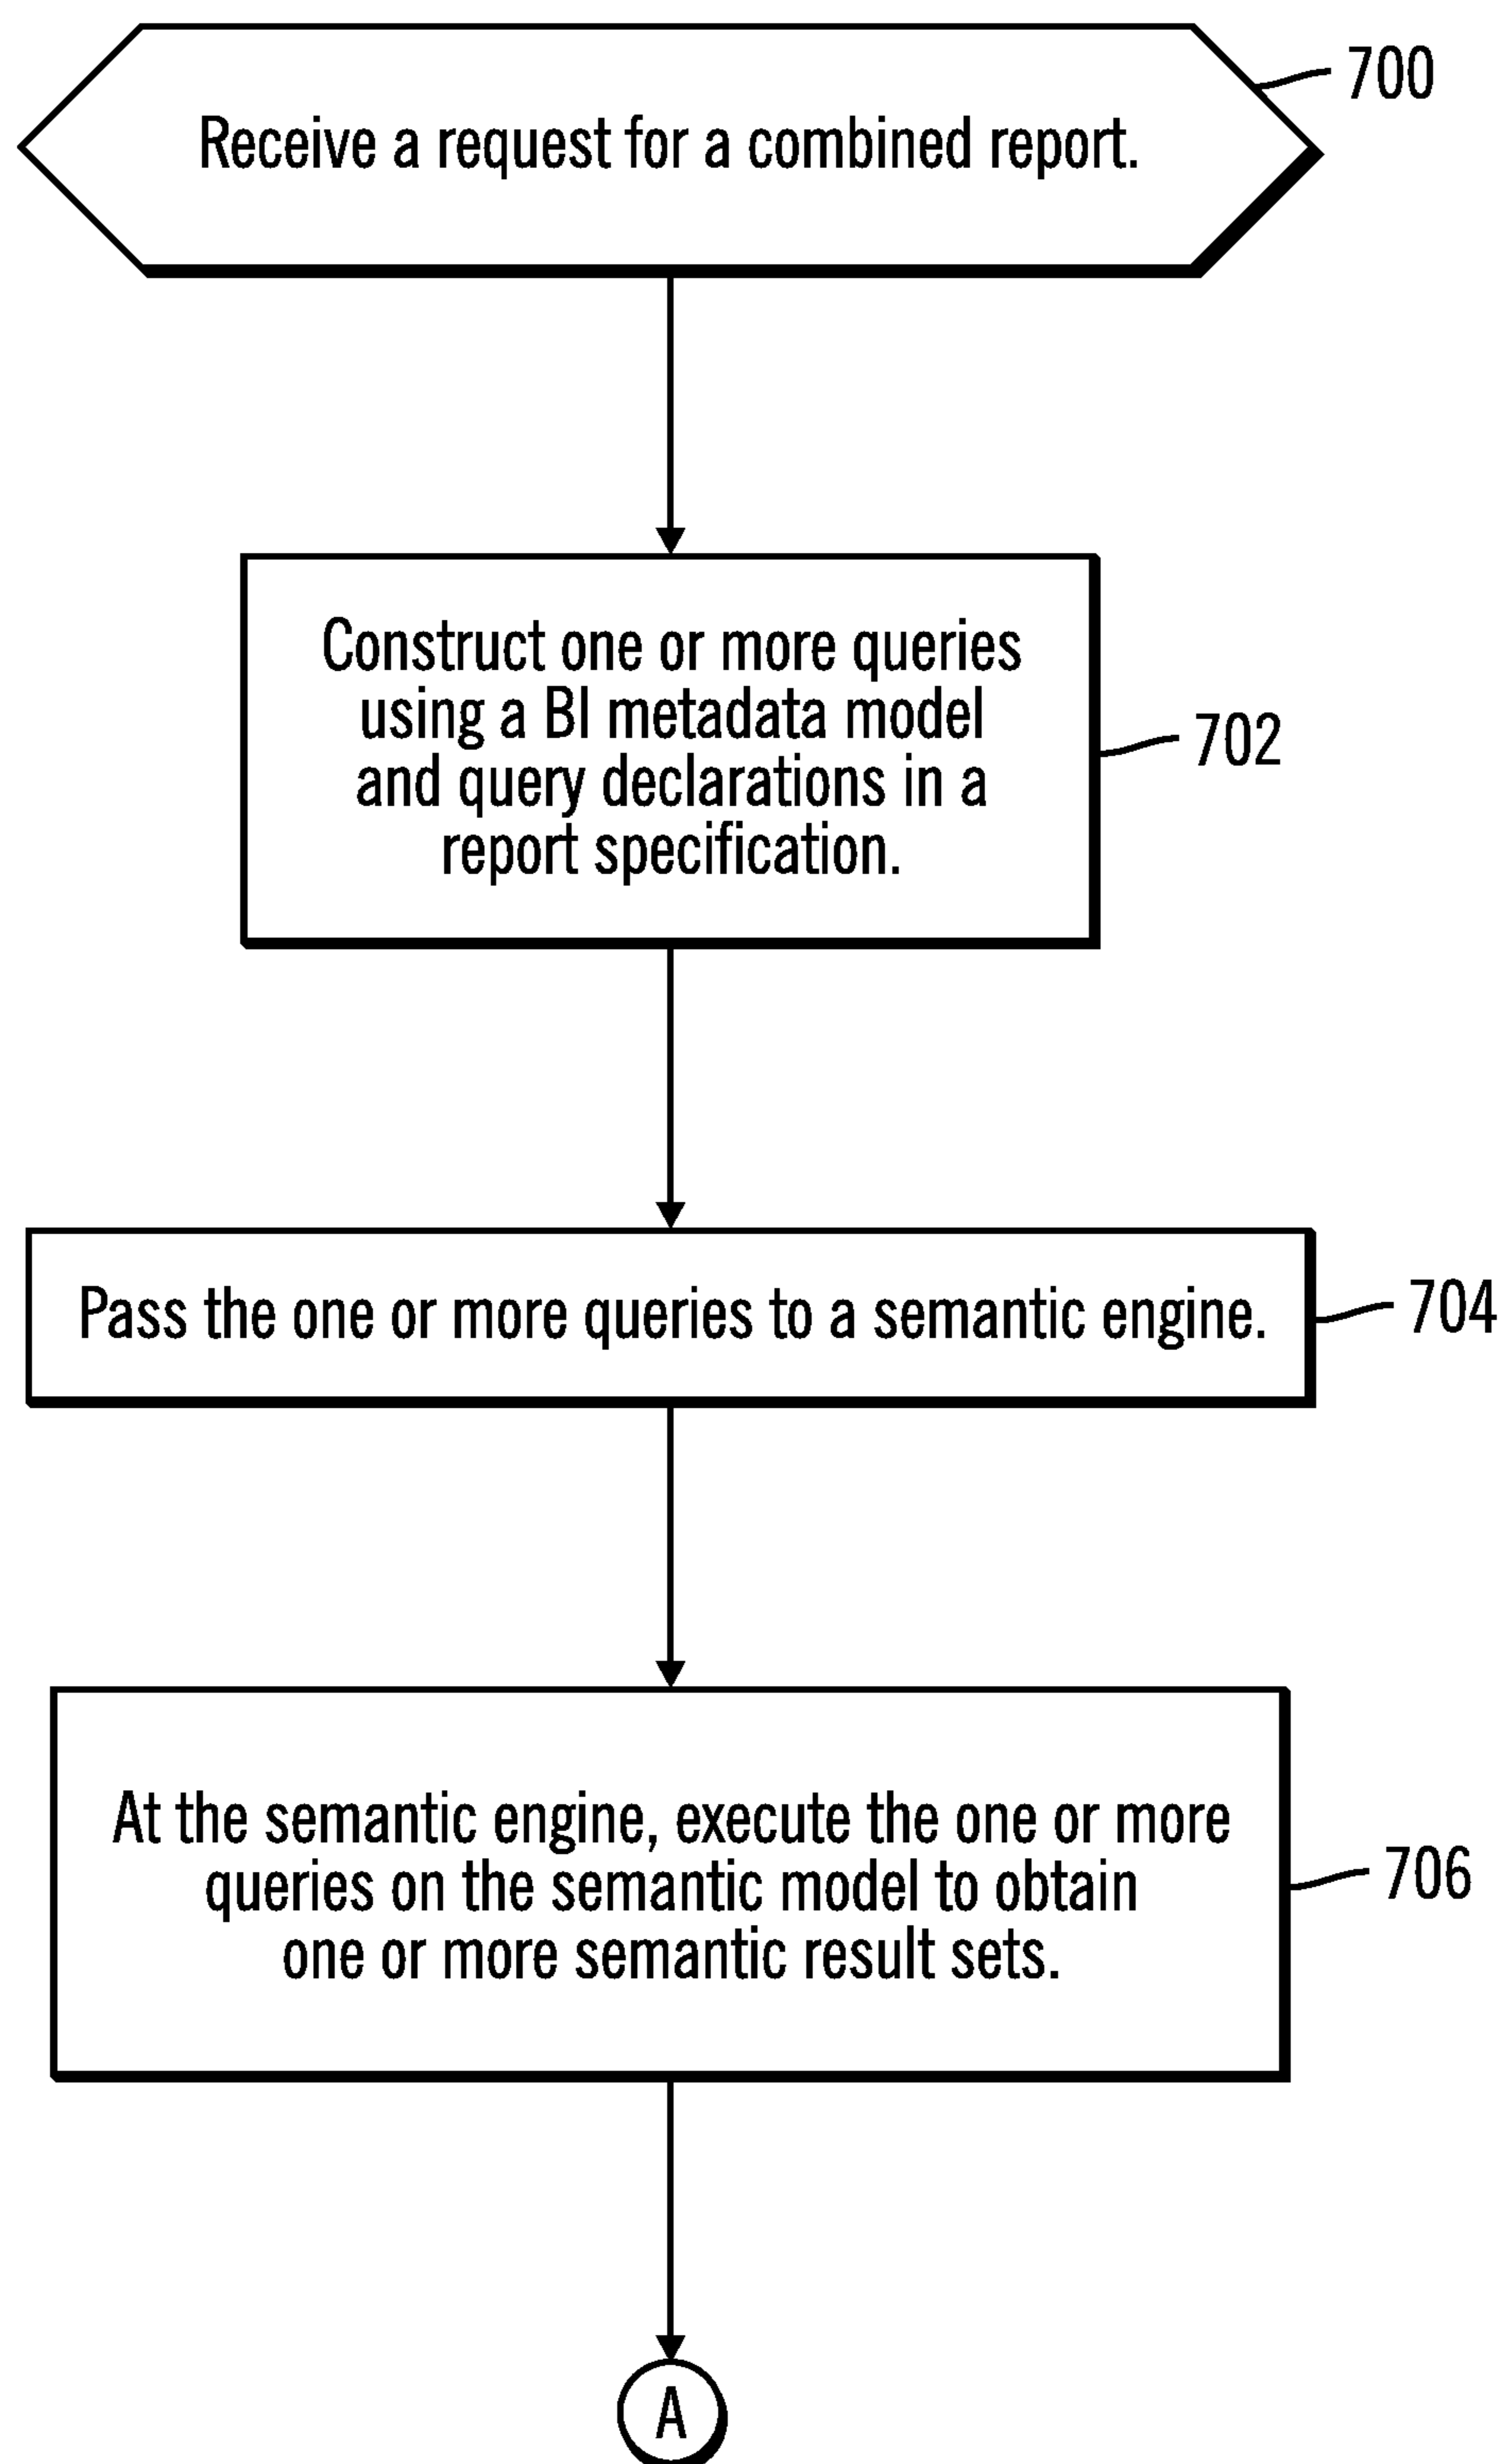 700
Receive a request for a combined report.
Construct one or more queries
using a BI metadata model
and query declarations in a
report specification.
702
Pass the one or more queries to a semantic engine.
704
At the semantic engine, execute the one or more
queries on the semantic model to obtain
one or more semantic result sets.
706
A